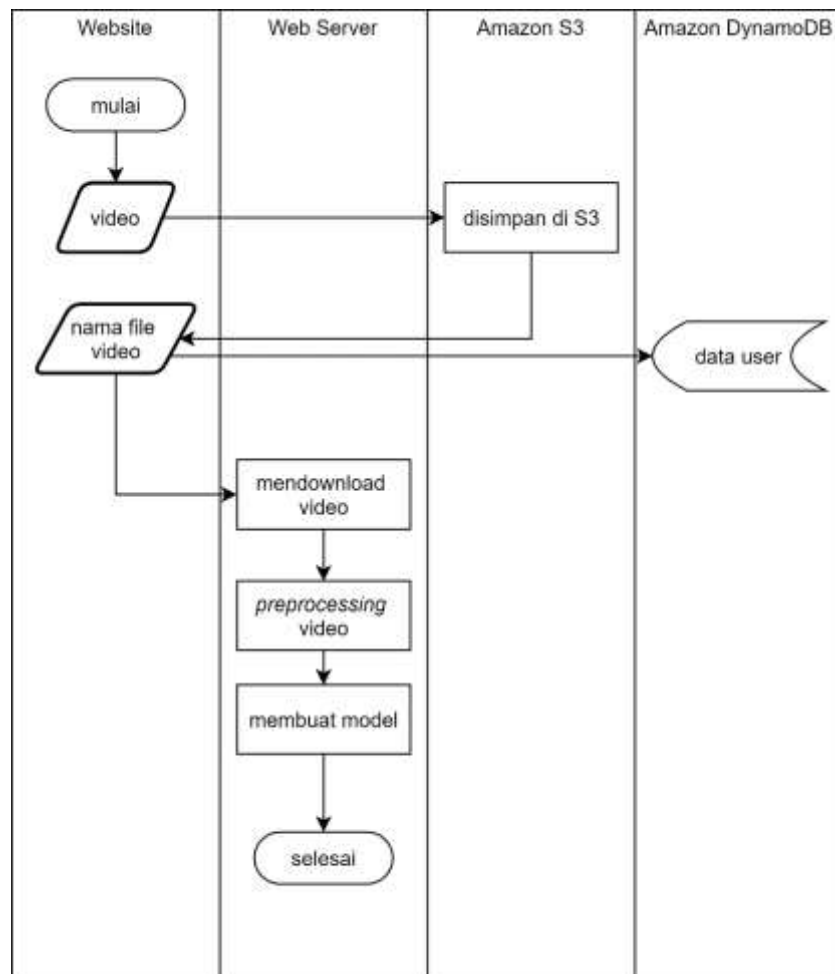 Website
Web Server
Amazon S3
Amazon DynamoDB
mulai
video
disimpan di S3
nama file
video
data user
mendownload
video
preprocessing
video
membuat model
selesai